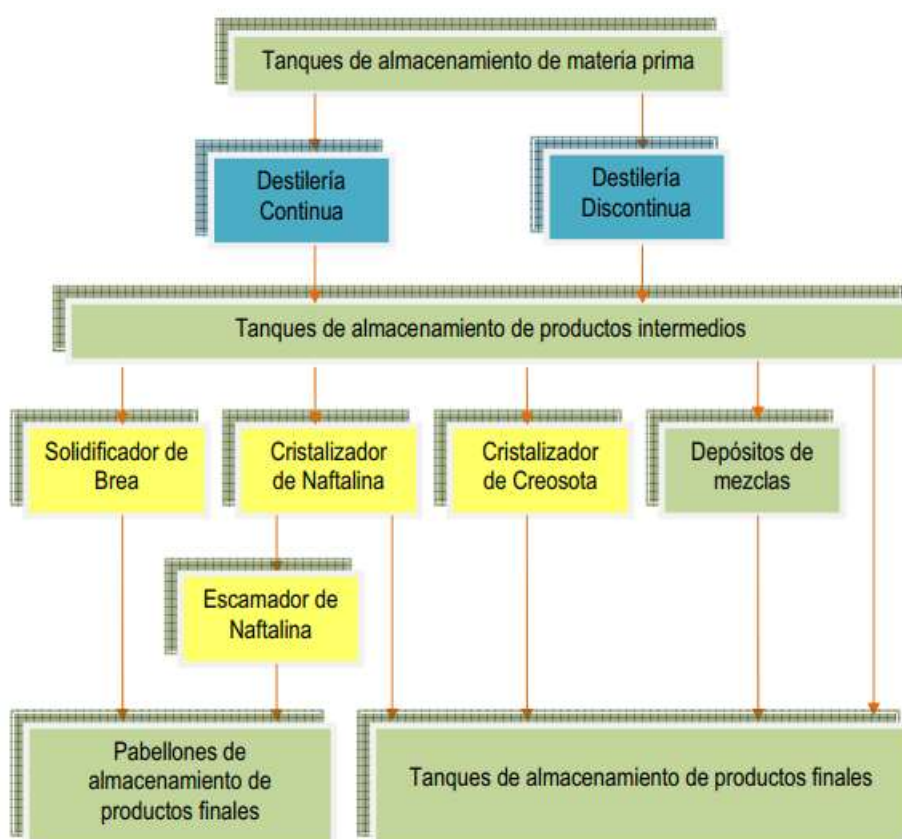 Tanques de almacenamiento de materia prima
Destilería
Continua
Destilería
Discontinua
Tanques de almacenamiento de productos intermedios
Solidificador de
Brea
Cristalizador
de Naftalina
Cristalizador
de Creosota
Depósitos de
mezclas
Escamador de
Naftalina
Pabellones de
almacenamiento de
productos finales
Tanques de almacenamiento de productos finales